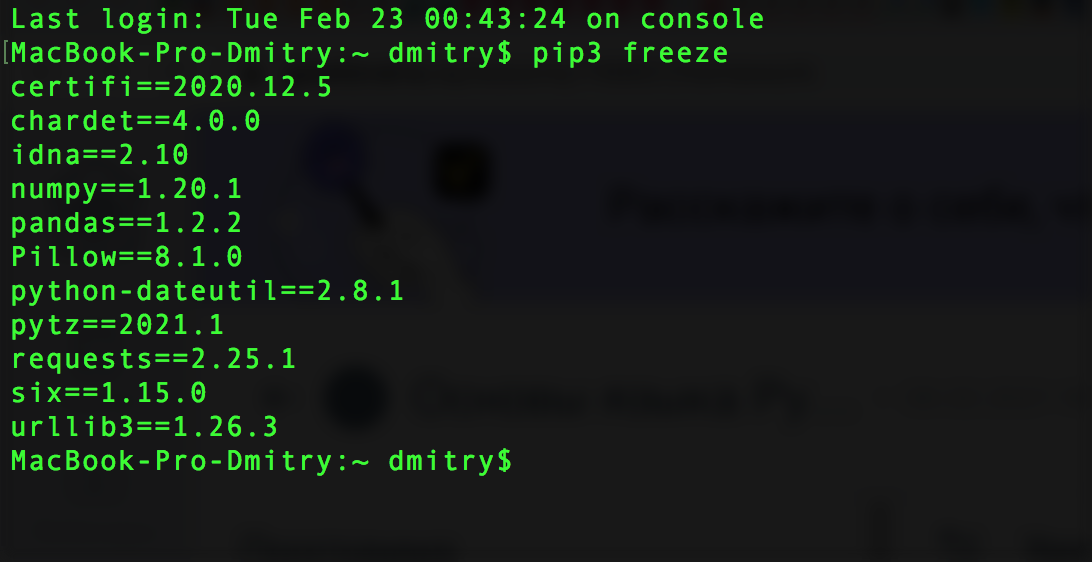 Last login: Tue Feb 23 00:43:24 on console
[MacBook-Pro-Dmitry:~ dmitry$ pip3 freeze
certifi==2020.12.5
chardet==4.0.0
idna==2.10
numpy==1.20.1
pandas==1.2.2
Pillow==8.1.0
python-dateutil==2.8.1
pytz==2021.1
requests==2.25.1
six==1.15.0
urllib3==1.26.3
MacBook-Pro-Dmitry:~ dmitry$